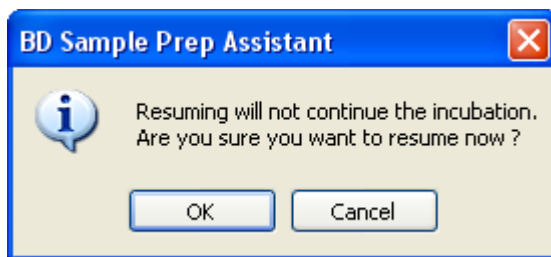 BD Sample Prep Assistant
Resuming will not continue the incubation.
Are you sure you want to resume now ?
OK Cancel